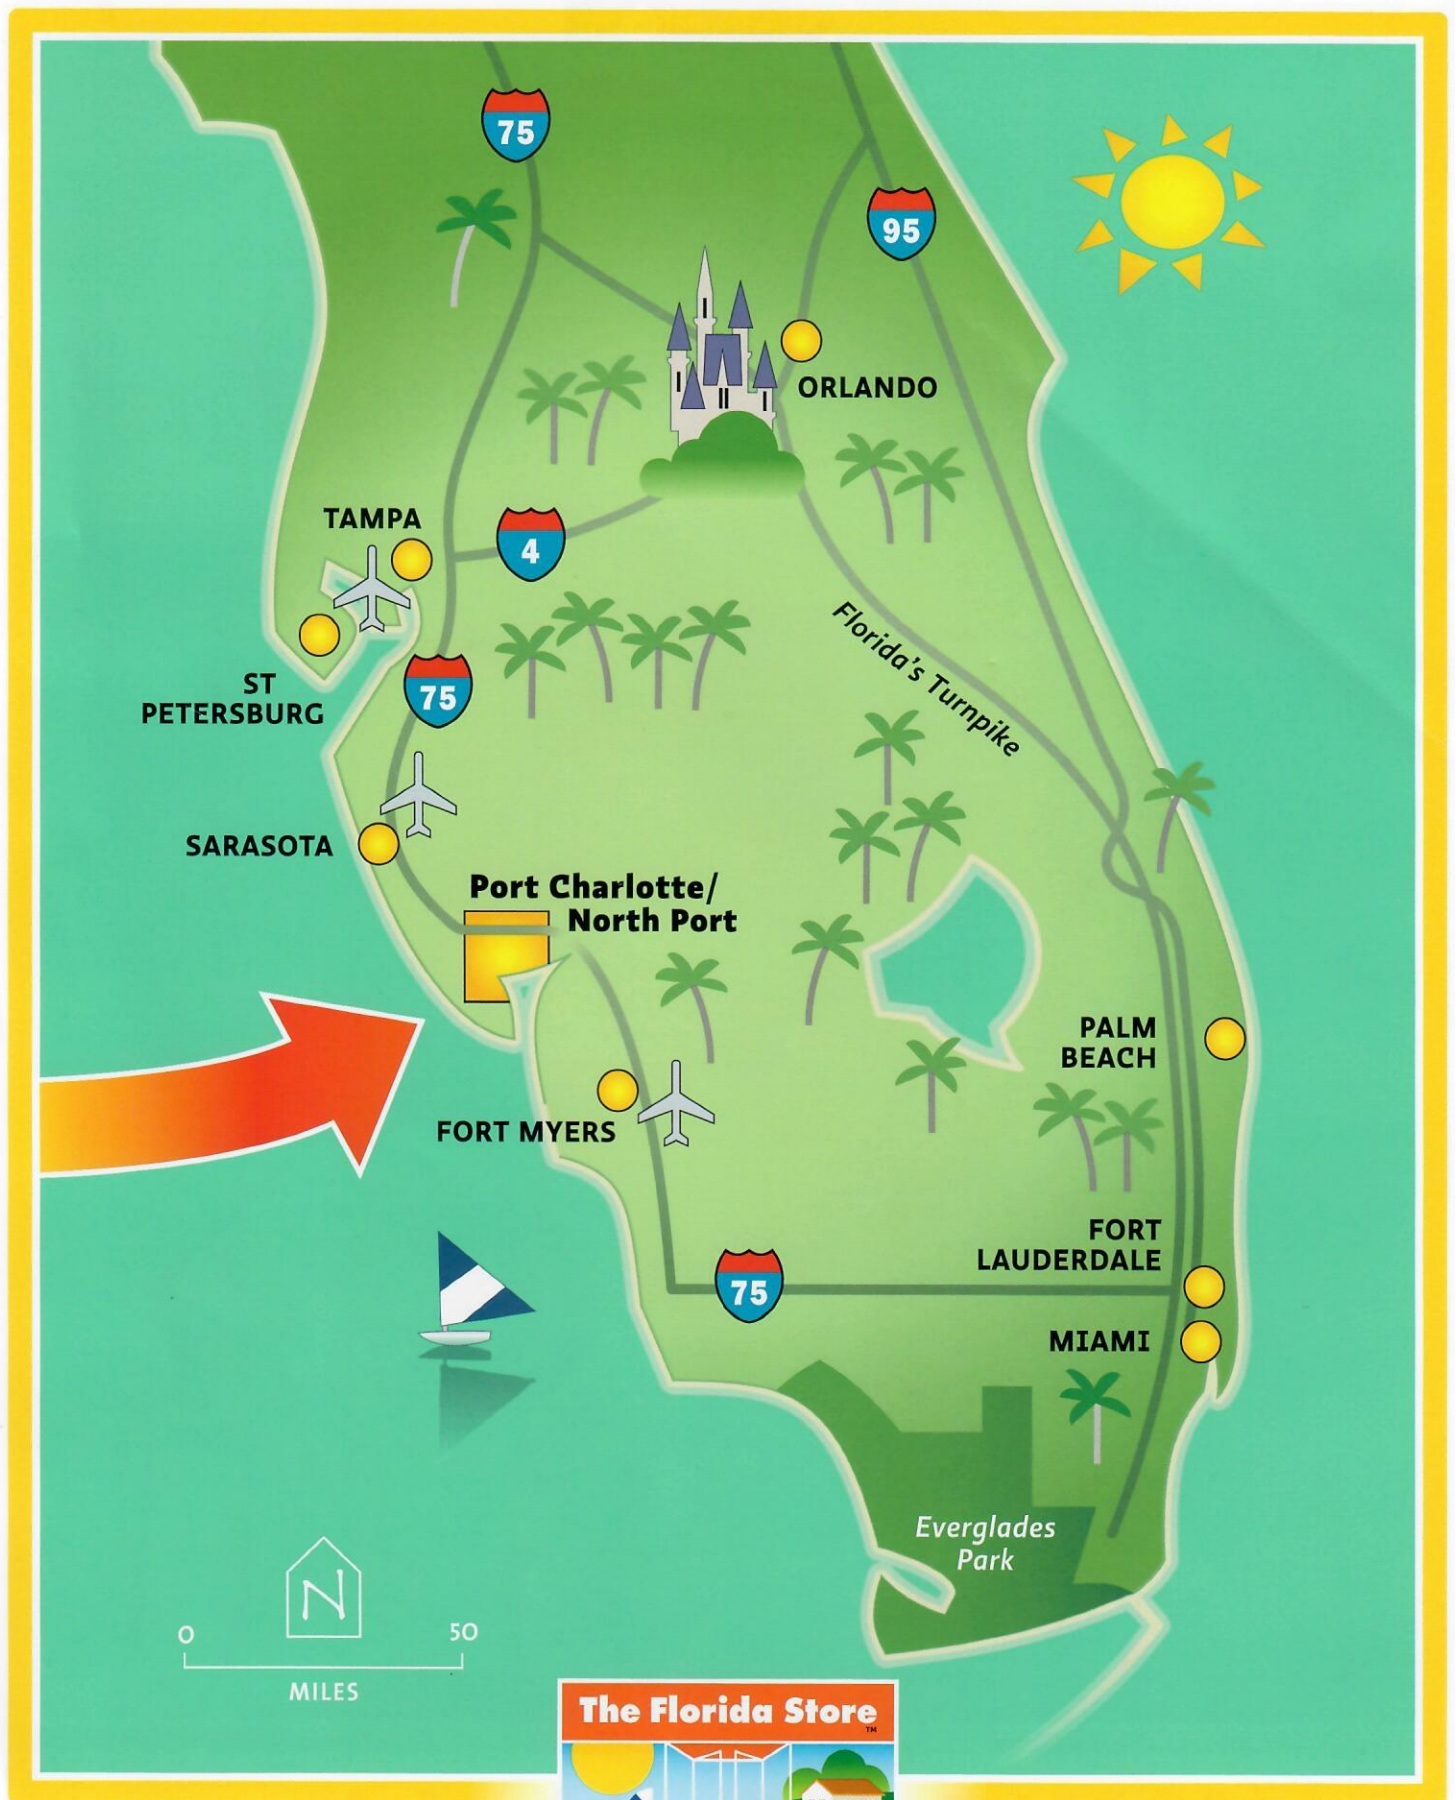 75
95
ORLANDO
TAMPA
4
ST
PETERSBURG
75
Florida's Turnpike
SARASOTA
Port Charlotte/
North Port
PALM
BEACH
FORT MYERS
FORT
LAUDERDALE
75
MIAMI
Everglades
Park
N
0 50
MILES
The Florida Store
TM